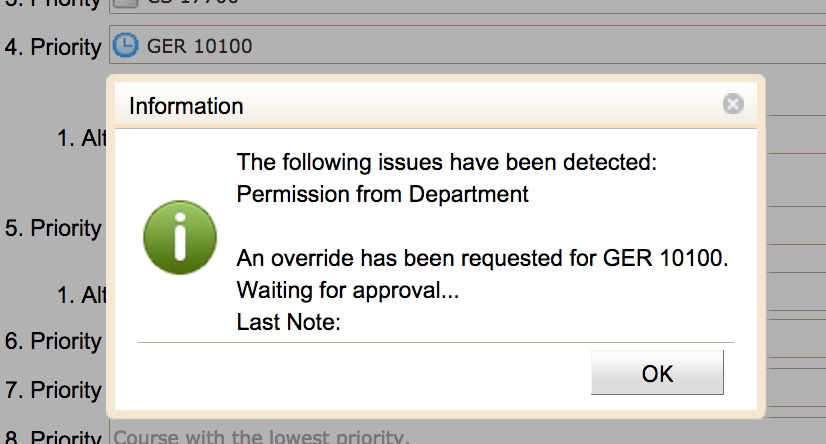 3. Priority CS 17700
4. Priority GER 10100
Information
The following issues have been detected:
Permission from Department
1. Alt
5. Priority
An override has been requested for GER 10100.
Waiting for approval...
1. Alt
Last Note:
6. Priority
OK
7. Priority
8. Priority Course with the lowest priority.